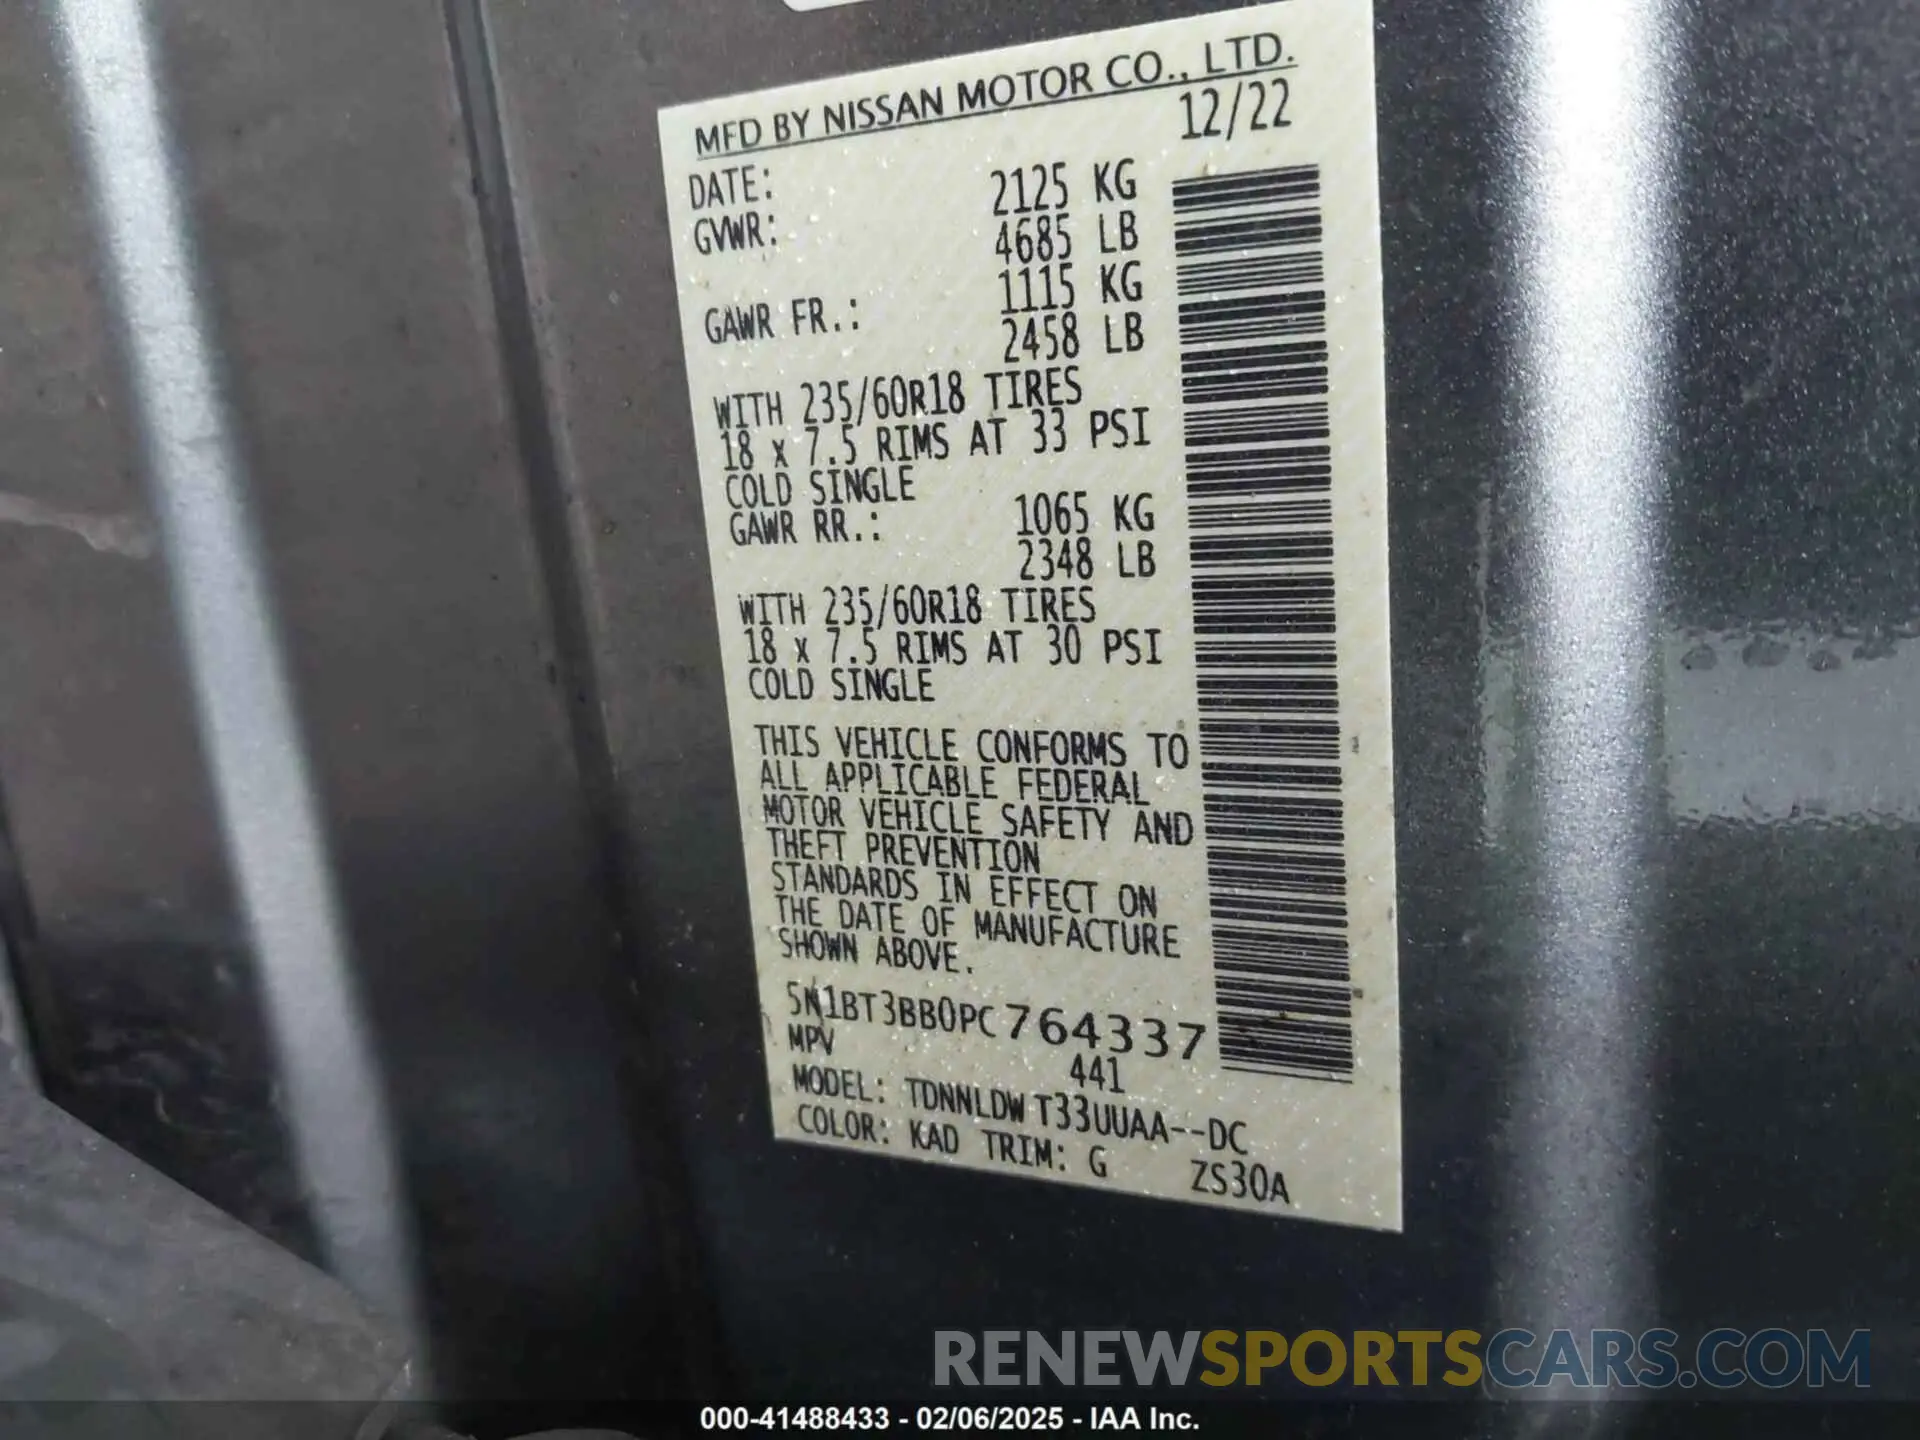 MFD BY NISSAN MOTOR CO., LTD.
DATE: 12/22
GVWR: 2125 KG
4685 LB
GAWR FR.: 1115 KG
2458 LB
WITH 235/60R18 TIRES
18 x 7.5 RIMS AT 33 PSI
COLD SINGLE
GAWR RR.: 1065 KG
2348 LB
WITH 235/60R18 TIRES
18 x 7.5 RIMS AT 30 PSI
COLD SINGLE
THIS VEHICLE CONFORMS TO
ALL APPLICABLE FEDERAL
MOTOR VEHICLE SAFETY AND
THEFT PREVENTION
STANDARDS IN EFFECT ON
THE DATE OF MANUFACTURE
SHOWN ABOVE.
5N1BT3BB0PC764337
MPV 441
MODEL: TDNNLDW T33UUAA--DC
COLOR: KAD TRIM: G ZS30A
RENEWSPORTSCARS.COM
000-41488433 - 02/06/2025 - IAA Inc.